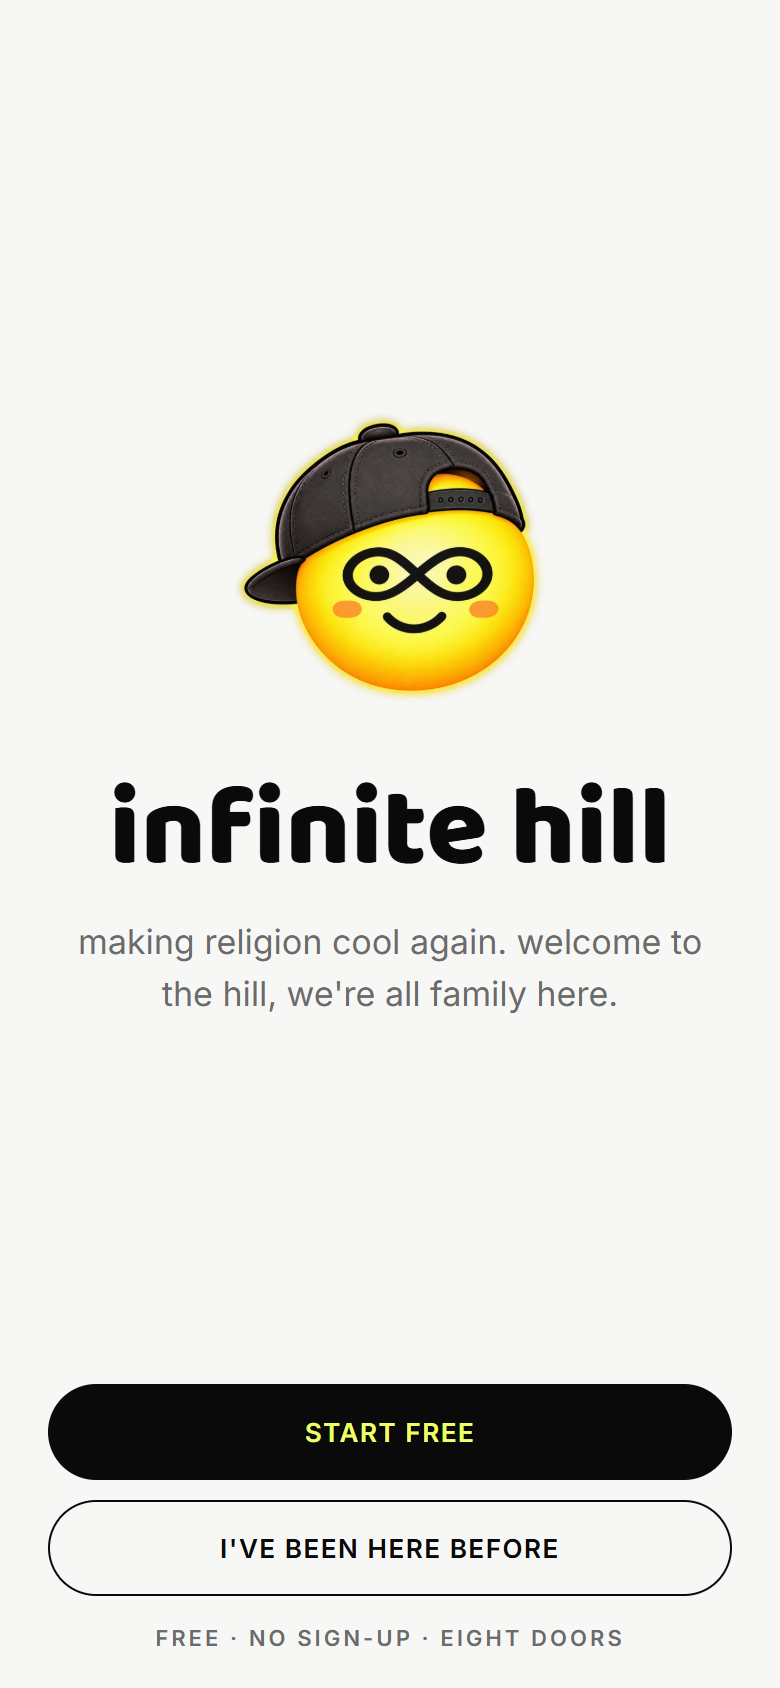 infinite hill
making religion cool again. welcome to
the hill, we're all family here.
START FREE
I'VE BEEN HERE BEFORE
FREE · NO SIGN-UP · EIGHT DOORS